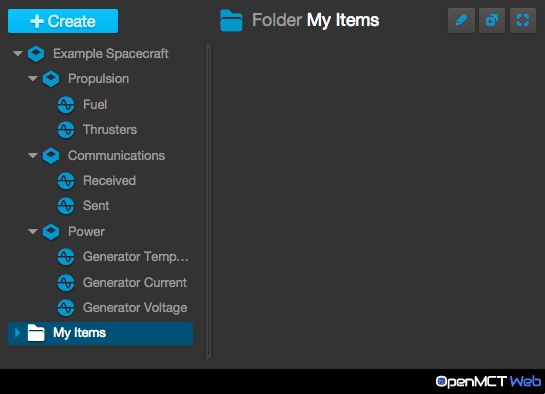 + Create
Folder My Items
Example Spacecraft
Propulsion
Fuel
Thrusters
Communications
Received
Sent
Power
Generator Temp...
Generator Current
Generator Voltage
My Items
OpenMCT Web